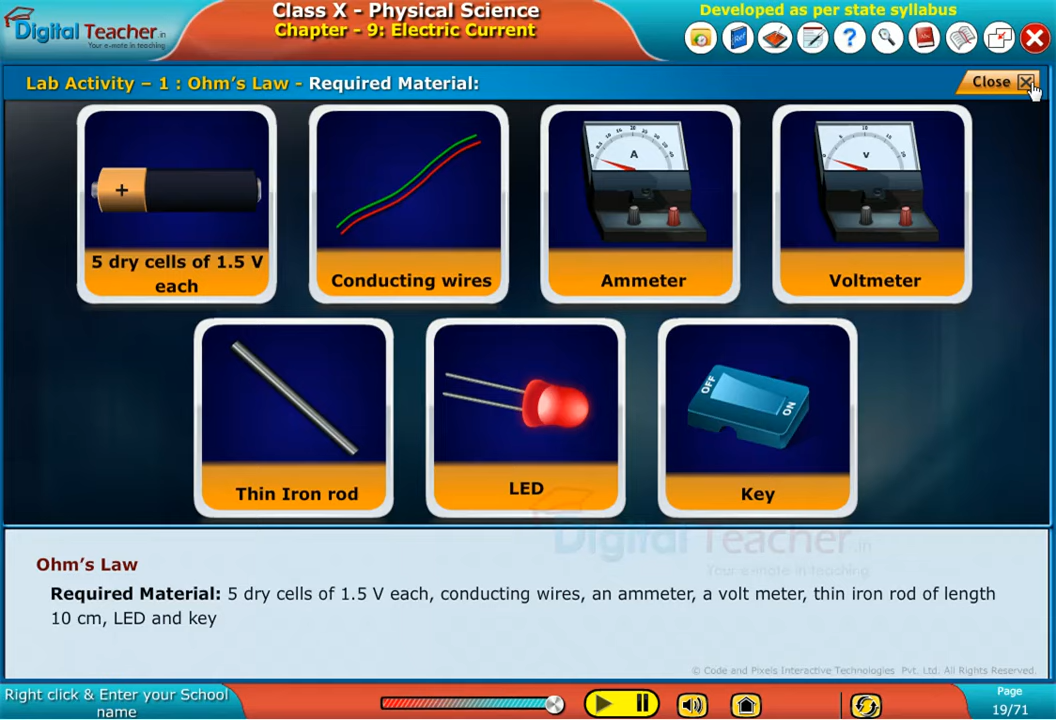 Digital Teacher.in
Your e-mate in teaching
Class X - Physical Science
Chapter - 9: Electric Current
Developed as per state syllabus
Ref
?
Lab Activity – 1 : Ohm's Law - Required Material:
Close
+
5 dry cells of 1.5 V
each
Conducting wires
A
Ammeter
V
Voltmeter
Thin Iron rod
LED
OFF
ON
Key
Digital Teacher.in
Your e-mate in teaching
Ohm's Law
Required Material: 5 dry cells of 1.5 V each, conducting wires, an ammeter, a volt meter, thin iron rod of length
10 cm, LED and key
© Code and Pixels Interactive Technologies Pvt. Ltd. All Rights Reserved.
Right click & Enter your School
name
Page
19/71